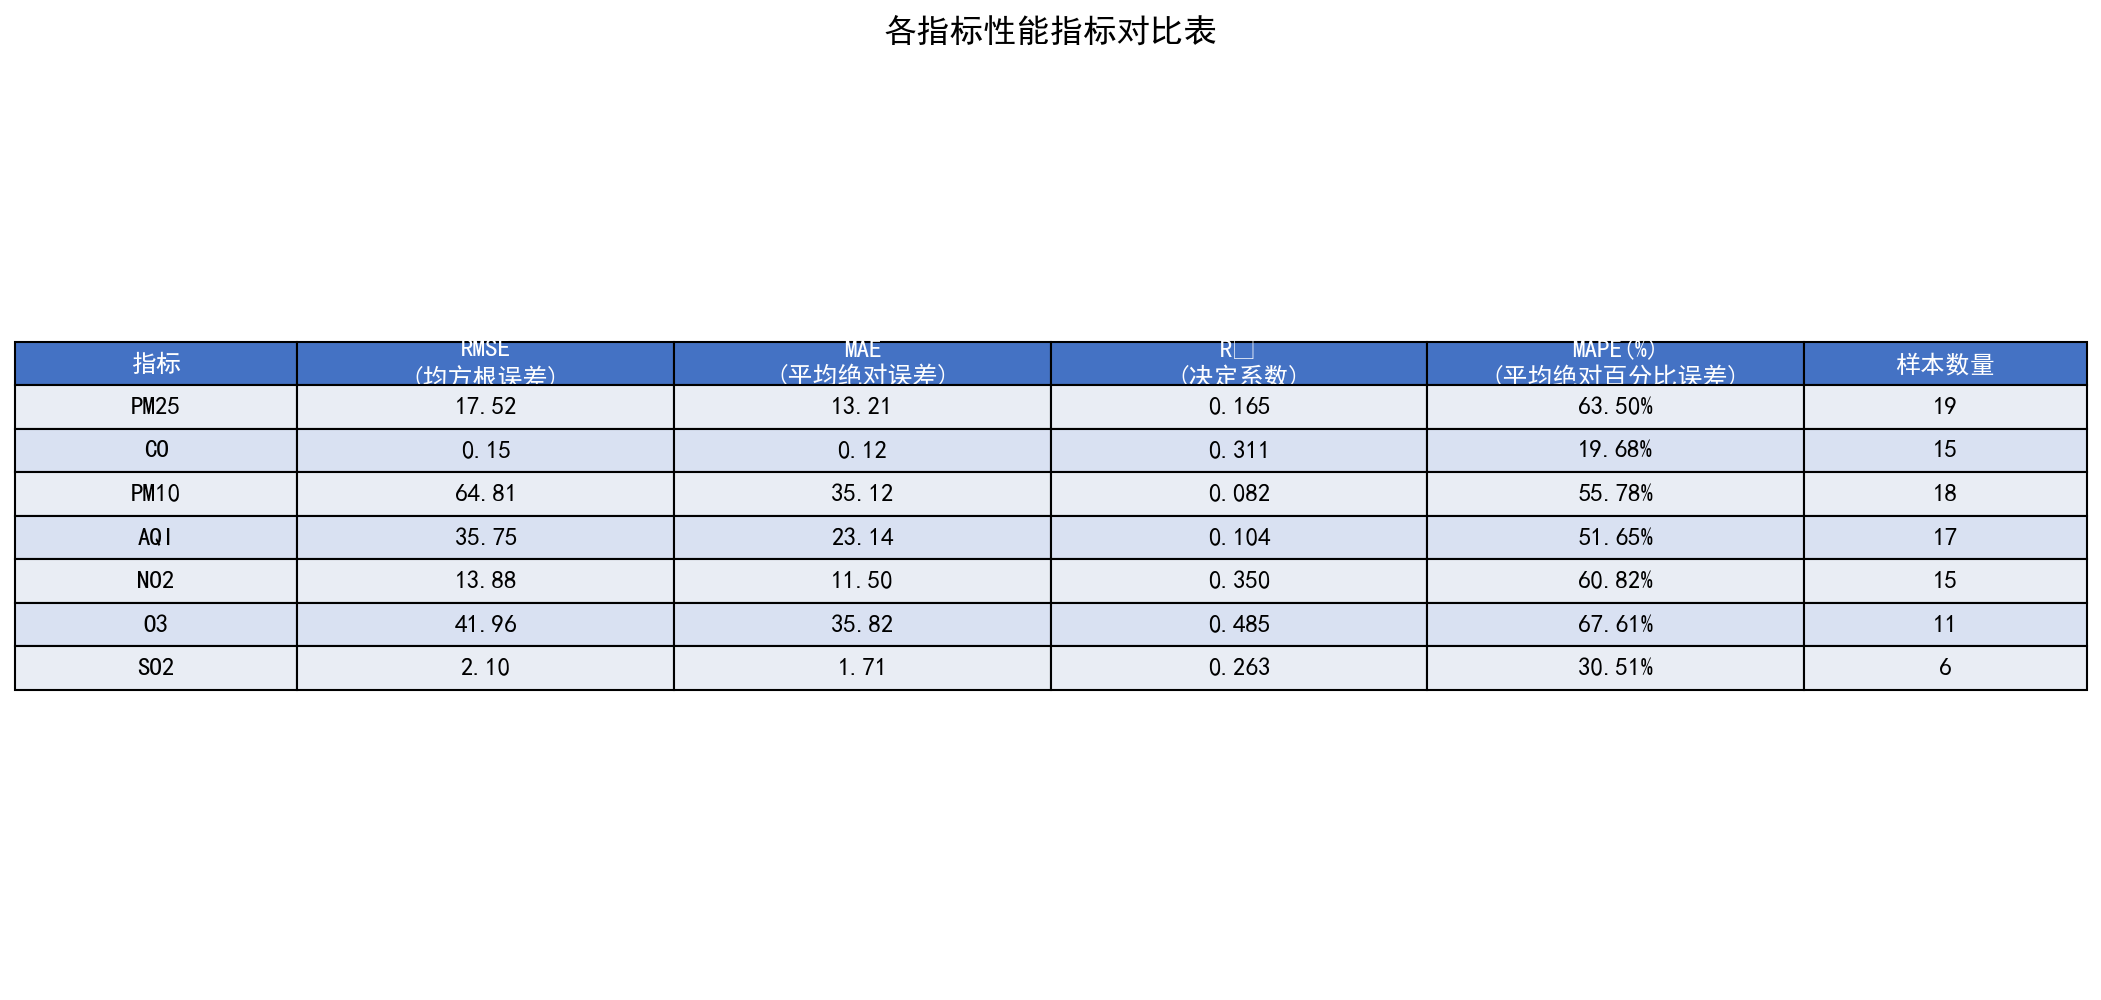 各指标性能指标对比表
指标 RMSE (均方根误差) MAE (平均绝对误差) R□ (决定系数) MAPE(%) (平均绝对百分比误差) 样本数量
PM25 17.52 13.21 0.165 63.50% 19
CO 0.15 0.12 0.311 19.68% 15
PM10 64.81 35.12 0.082 55.78% 18
AQI 35.75 23.14 0.104 51.65% 17
NO2 13.88 11.50 0.350 60.82% 15
O3 41.96 35.82 0.485 67.61% 11
SO2 2.10 1.71 0.263 30.51% 6